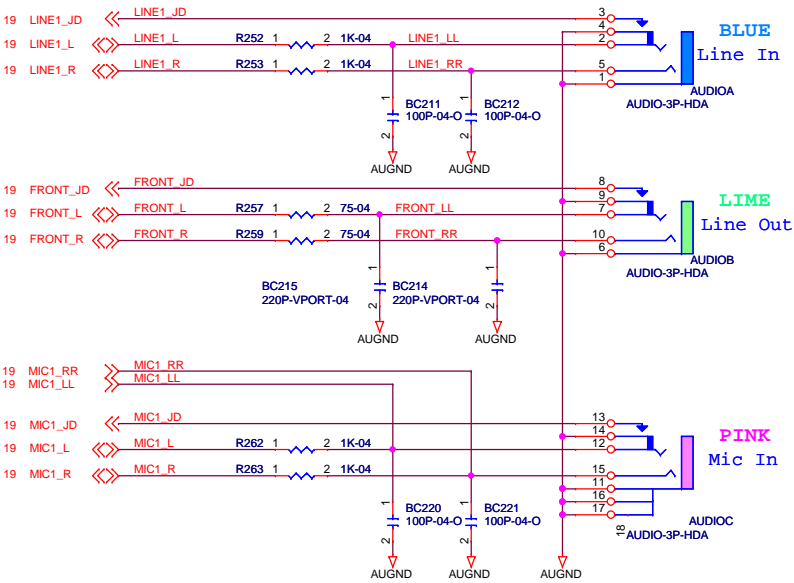 19 LINE1_JD LINE1_JD 3
4 BLUE
19 LINE1_L LINE1_L R252 1 2 1K-04 LINE1_LL 2 Line In
19 LINE1_R LINE1_R R253 1 2 1K-04 LINE1_RR 5
1
AUDIOA
1 BC211 1 BC212 AUDIO-3P-HDA
100P-04-O 100P-04-O
2 2
AUGND AUGND
19 FRONT_JD FRONT_JD 8
9 LIME
19 FRONT_L FRONT_L R257 1 2 75-04 FRONT_LL 7 Line Out
19 FRONT_R FRONT_R R259 1 2 75-04 FRONT_RR 10
6
AUDIOB
1 1 AUDIO-3P-HDA
BC215 BC214
220P-VPORT-04 220P-VPORT-04
2 2
AUGND AUGND
19 MIC1_RR MIC1_RR
19 MIC1_LL MIC1_LL
19 MIC1_JD MIC1_JD 13
14 PINK
19 MIC1_L MIC1_L R262 1 2 1K-04 12 Mic In
19 MIC1_R MIC1_R R263 1 2 1K-04 15
11
16
1 BC220 1 BC221 17
100P-04-O 100P-04-O AUDIOC
2 2 18 AUDIO-3P-HDA
AUGND AUGND AUGND